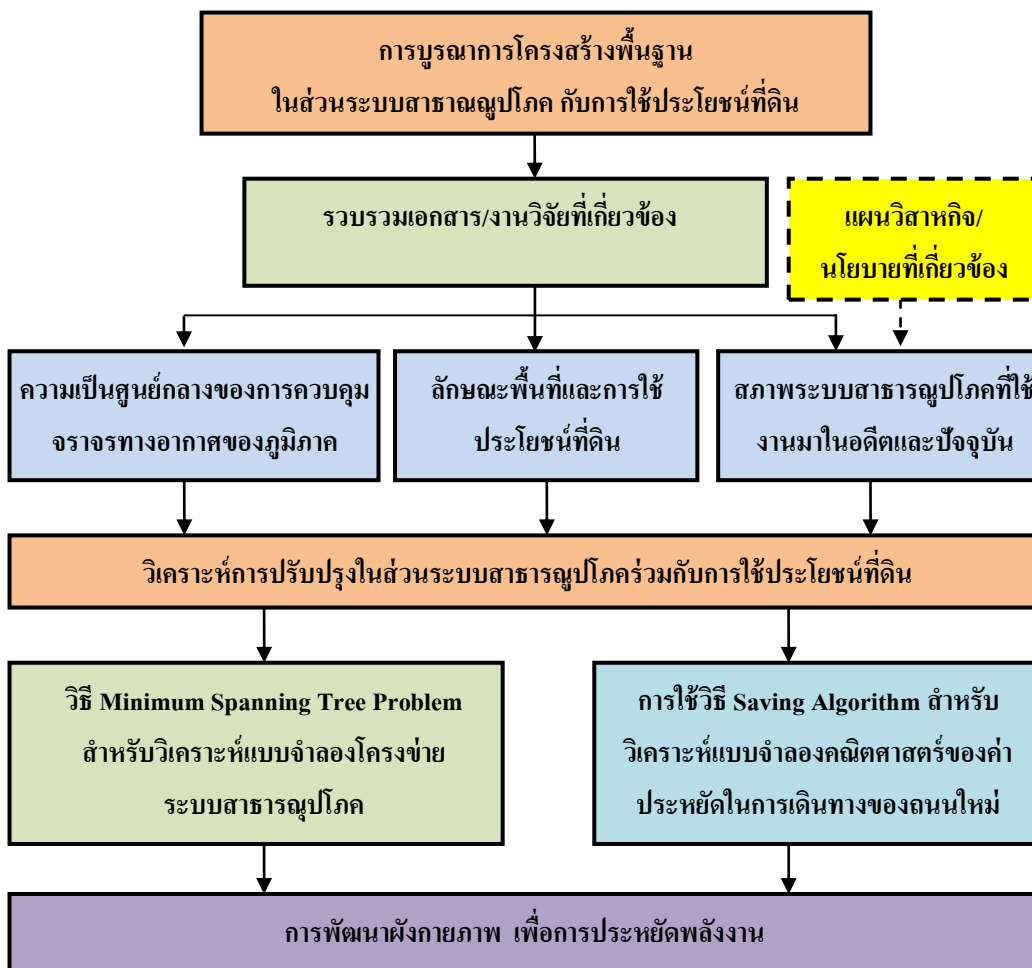 การบูรณาการโครงสร้างพื้นฐาน
ในส่วนระบบสาธาณณูปโภค กับการใช้ประโยชน์ที่ดิน
รวบรวมเอกสาร/งานวิจัยที่เกี่ยวข้อง
แผนวิสาหกิจ/
นโยบายที่เกี่ยวข้อง
ความเป็นศูนย์กลางของการควบคุม
จราจรทางอากาศของภูมิภาค
ลักษณะพื้นที่และการใช้
ประโยชน์ที่ดิน
สภาพระบบสาธารณูปโภคที่ใช้
งานมาในอดีตและปัจจุบัน
วิเคราะห์การปรับปรุงในส่วนระบบสาธารณูปโภคร่วมกับการใช้ประโยชน์ที่ดิน
วิธี Minimum Spanning Tree Problem
สำหรับวิเคราะห์แบบจำลองโครงข่าย
ระบบสาธารณุปโภค
การใช้วิธี Saving Algorithm สำหรับ
วิเคราะห์แบบจำลองคณิตศาสตร์ของค่า
ประหยัดในการเดินทางของถนนใหม่
การพัฒนาผังกายภาพ เพื่อการประหยัดพลังงาน